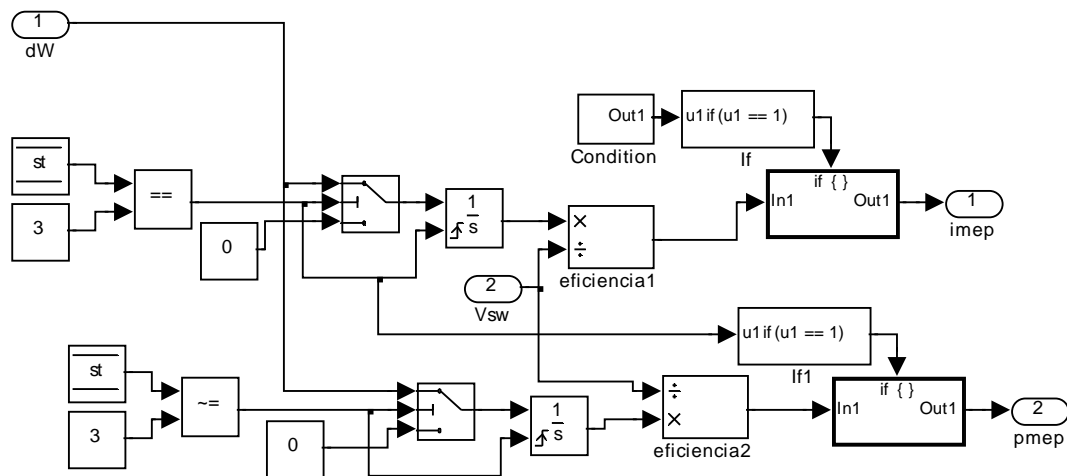 1
dW
Out1
Condition
u1 if (u1 == 1)
If
if { }
In1
Out1
1
imep
st
3
==
0
1
s
×
÷
eficiencia1
2
Vsw
u1 if (u1 == 1)
If1
if { }
In1
Out1
2
pmep
st
3
~=
0
1
s
÷
×
eficiencia2